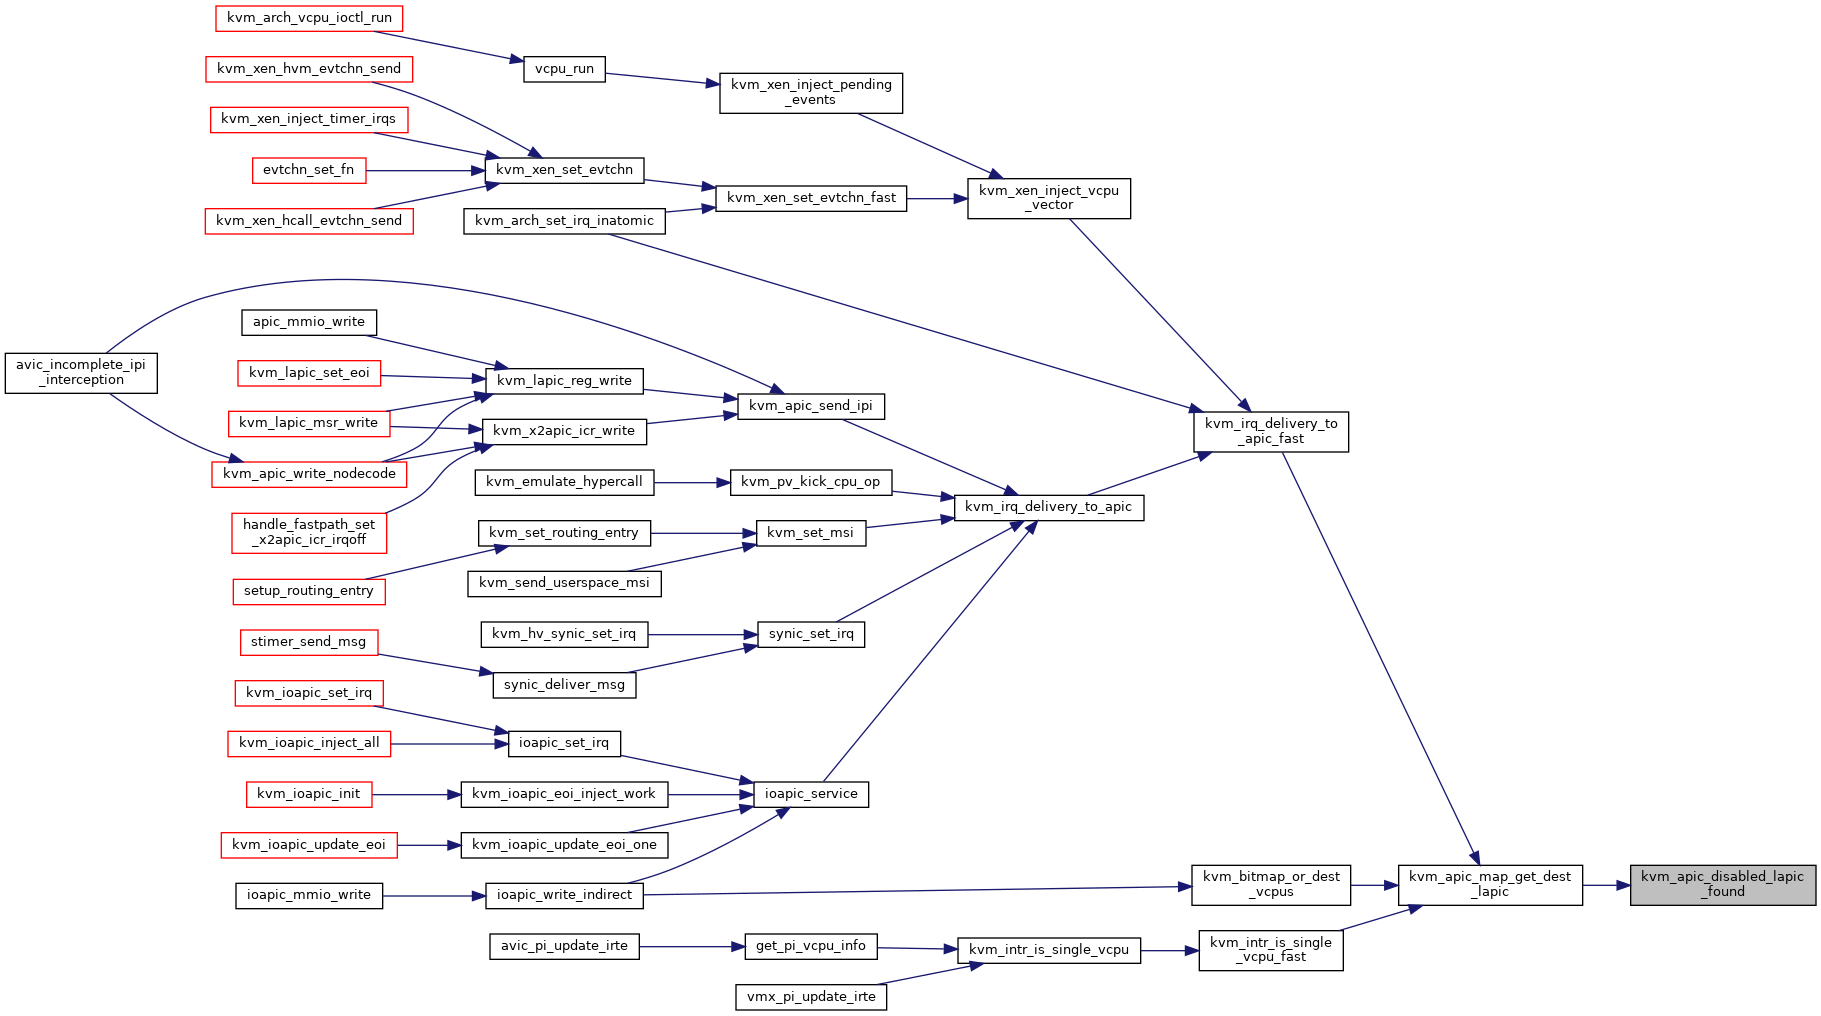 kvm_arch_vcpu_ioctl_run
kvm_xen_hvm_evtchn_send
vcpu_run
kvm_xen_inject_pending
_events
kvm_xen_inject_timer_irqs
evtchn_set_fn
kvm_xen_set_evtchn
kvm_xen_hcall_evtchn_send
kvm_arch_set_irq_inatomic
kvm_xen_set_evtchn_fast
kvm_xen_inject_vcpu
_vector
apic_mmio_write
avic_incomplete_ipi
_interception
kvm_lapic_set_eoi
kvm_lapic_reg_write
kvm_apic_send_ipi
kvm_lapic_msr_write
kvm_x2apic_icr_write
kvm_irq_delivery_to
_apic_fast
kvm_apic_write_nodecode
kvm_emulate_hypercall
kvm_pv_kick_cpu_op
kvm_irq_delivery_to_apic
handle_fastpath_set
_x2apic_icr_irqoff
kvm_set_routing_entry
kvm_set_msi
setup_routing_entry
kvm_send_userspace_msi
stimer_send_msg
kvm_hv_synic_set_irq
synic_set_irq
synic_deliver_msg
kvm_ioapic_set_irq
kvm_ioapic_inject_all
ioapic_set_irq
kvm_ioapic_init
kvm_ioapic_eoi_inject_work
ioapic_service
kvm_ioapic_update_eoi
kvm_ioapic_update_eoi_one
ioapic_mmio_write
ioapic_write_indirect
kvm_bitmap_or_dest
_vcpus
kvm_apic_map_get_dest
_lapic
kvm_apic_disabled_lapic
_found
avic_pi_update_irte
get_pi_vcpu_info
kvm_intr_is_single_vcpu
kvm_intr_is_single
_vcpu_fast
vmx_pi_update_irte